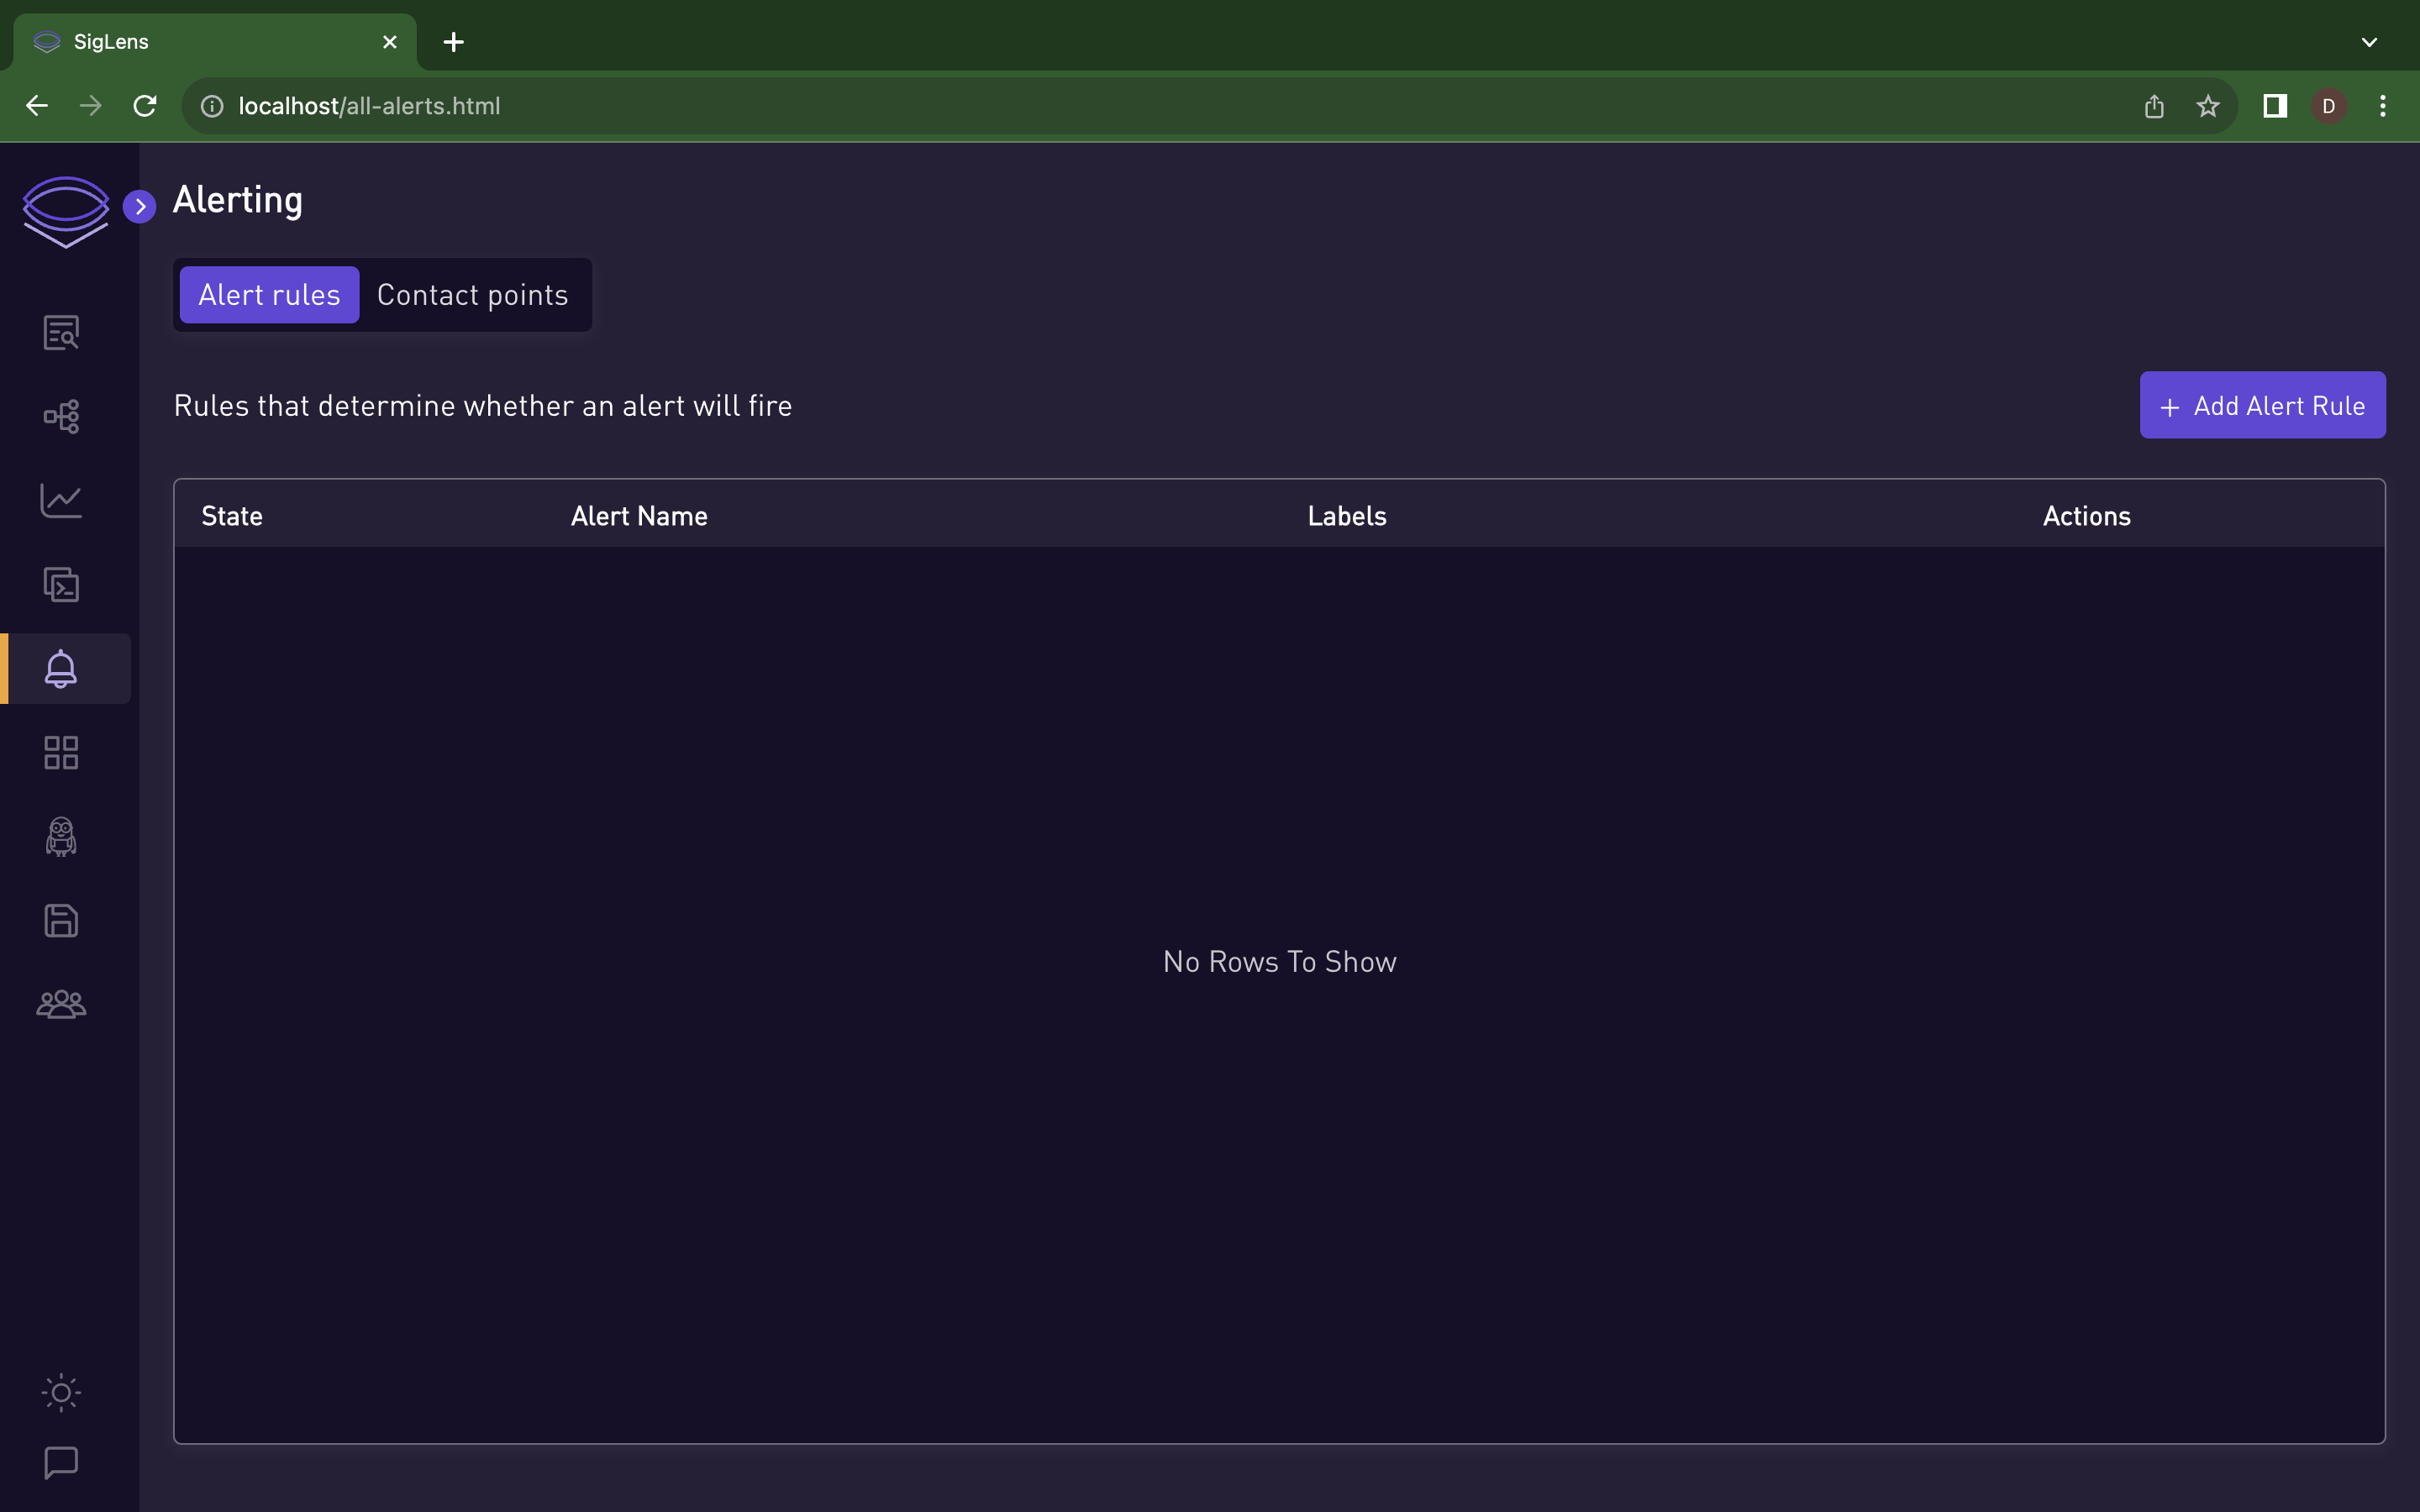 SigLens
localhost/all-alerts.html
D
Alerting
Alert rules
Contact points
Rules that determine whether an alert will fire
+ Add Alert Rule
State
Alert Name
Labels
Actions
No Rows To Show